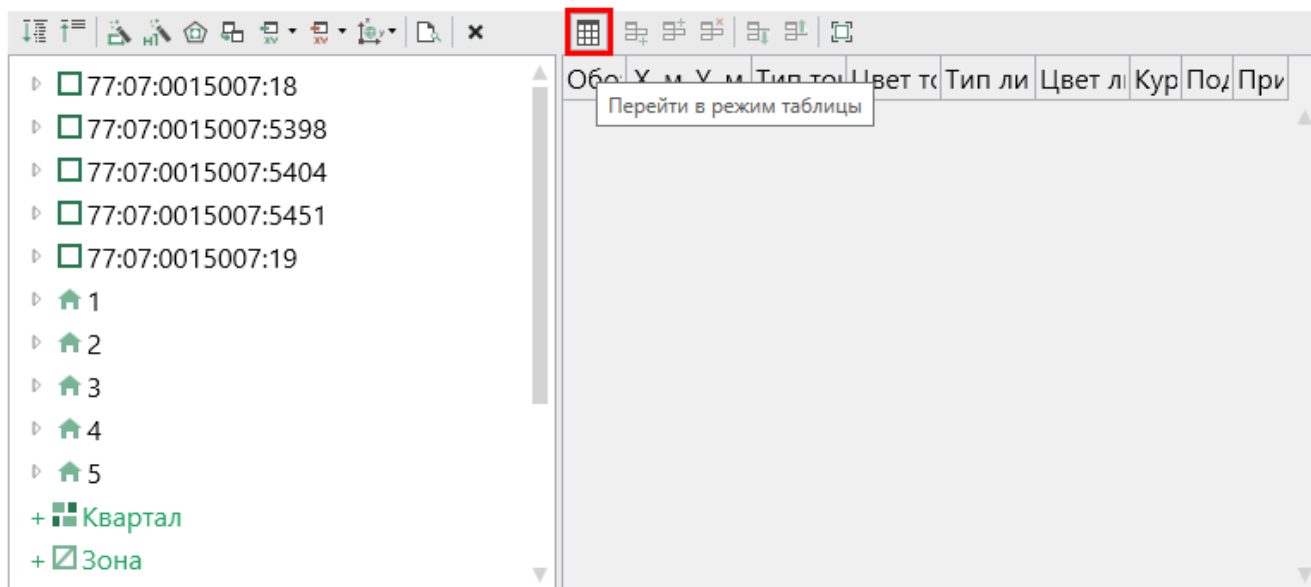 77:07:0015007:18
77:07:0015007:5398
77:07:0015007:5404
77:07:0015007:5451
77:07:0015007:19
1
2
3
4
5
+ Квартал
+ Зона
Тип ли Цвет л Кур Под При
Перейти в режим таблицы